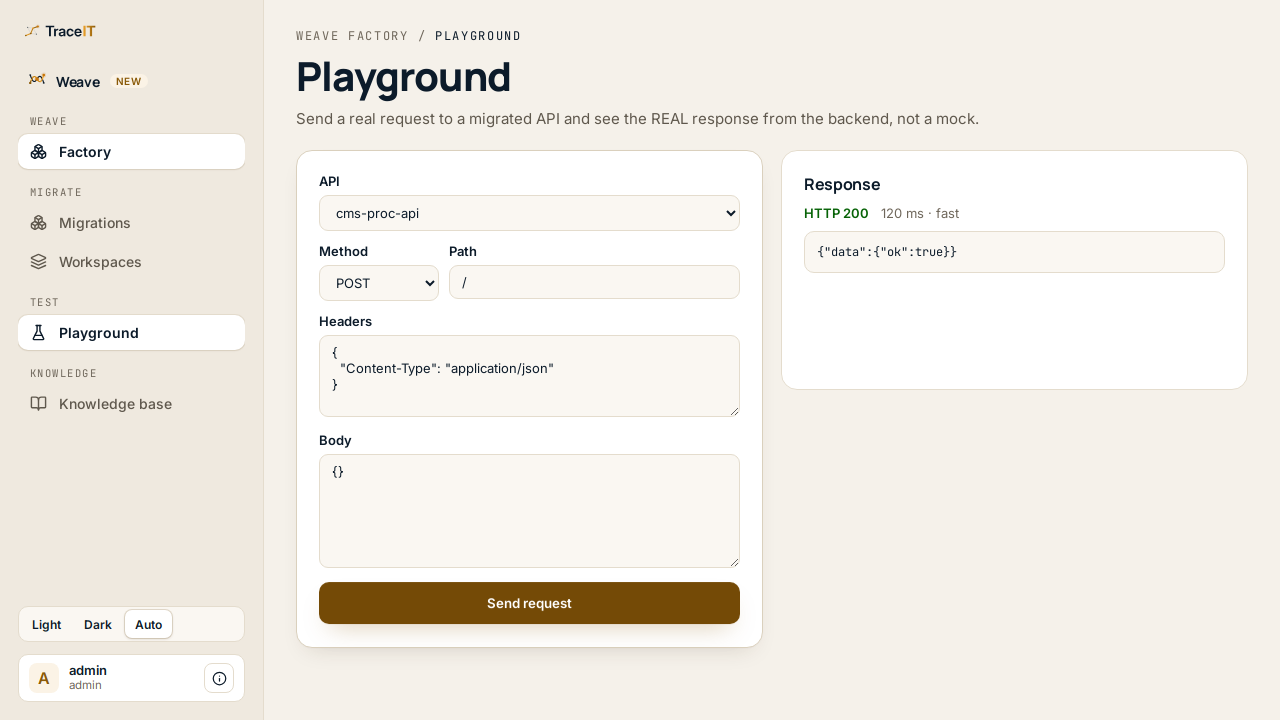 TraceIT
Weave NEW
WEAVE
Factory
MIGRATE
Migrations
Workspaces
TEST
Playground
KNOWLEDGE
Knowledge base
Light Dark Auto
A
admin
admin
WEAVE FACTORY / PLAYGROUND
Playground
Send a real request to a migrated API and see the REAL response from the backend, not a mock.
API
cms-proc-api
Method Path
POST /
Headers
{
"Content-Type": "application/json"
}
Body
{}
Send request
Response
HTTP 200 120 ms · fast
{"data":{"ok":true}}